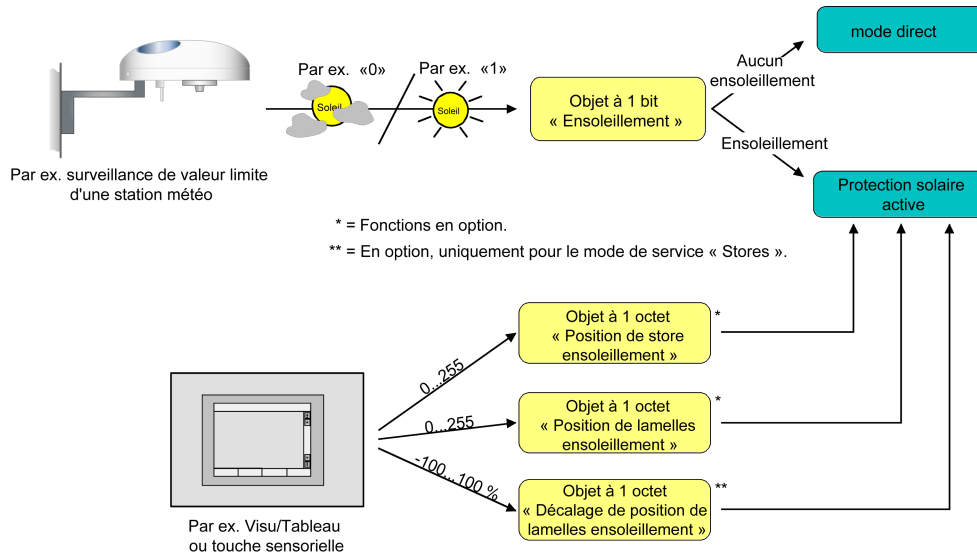 mode direct
Par ex. «0»
Par ex. «1»
Aucun
ensoleillement
Soleil
Soleil
Objet à 1 bit
« Ensoleillement »
Ensoleillement
Par ex. surveillance de valeur limite
d'une station météo
Protection solaire
active
* = Fonctions en option.
** = En option, uniquement pour le mode de service « Stores ».
Objet à 1 octet
« Position de store
ensoleillement »
*
0...255
Objet à 1 octet
« Position de lamelles
ensoleillement »
*
0...255
-100...100 %
Objet à 1 octet
« Décalage de position de
lamelles ensoleillement »
**
Par ex. Visu/Tableau
ou touche sensorielle